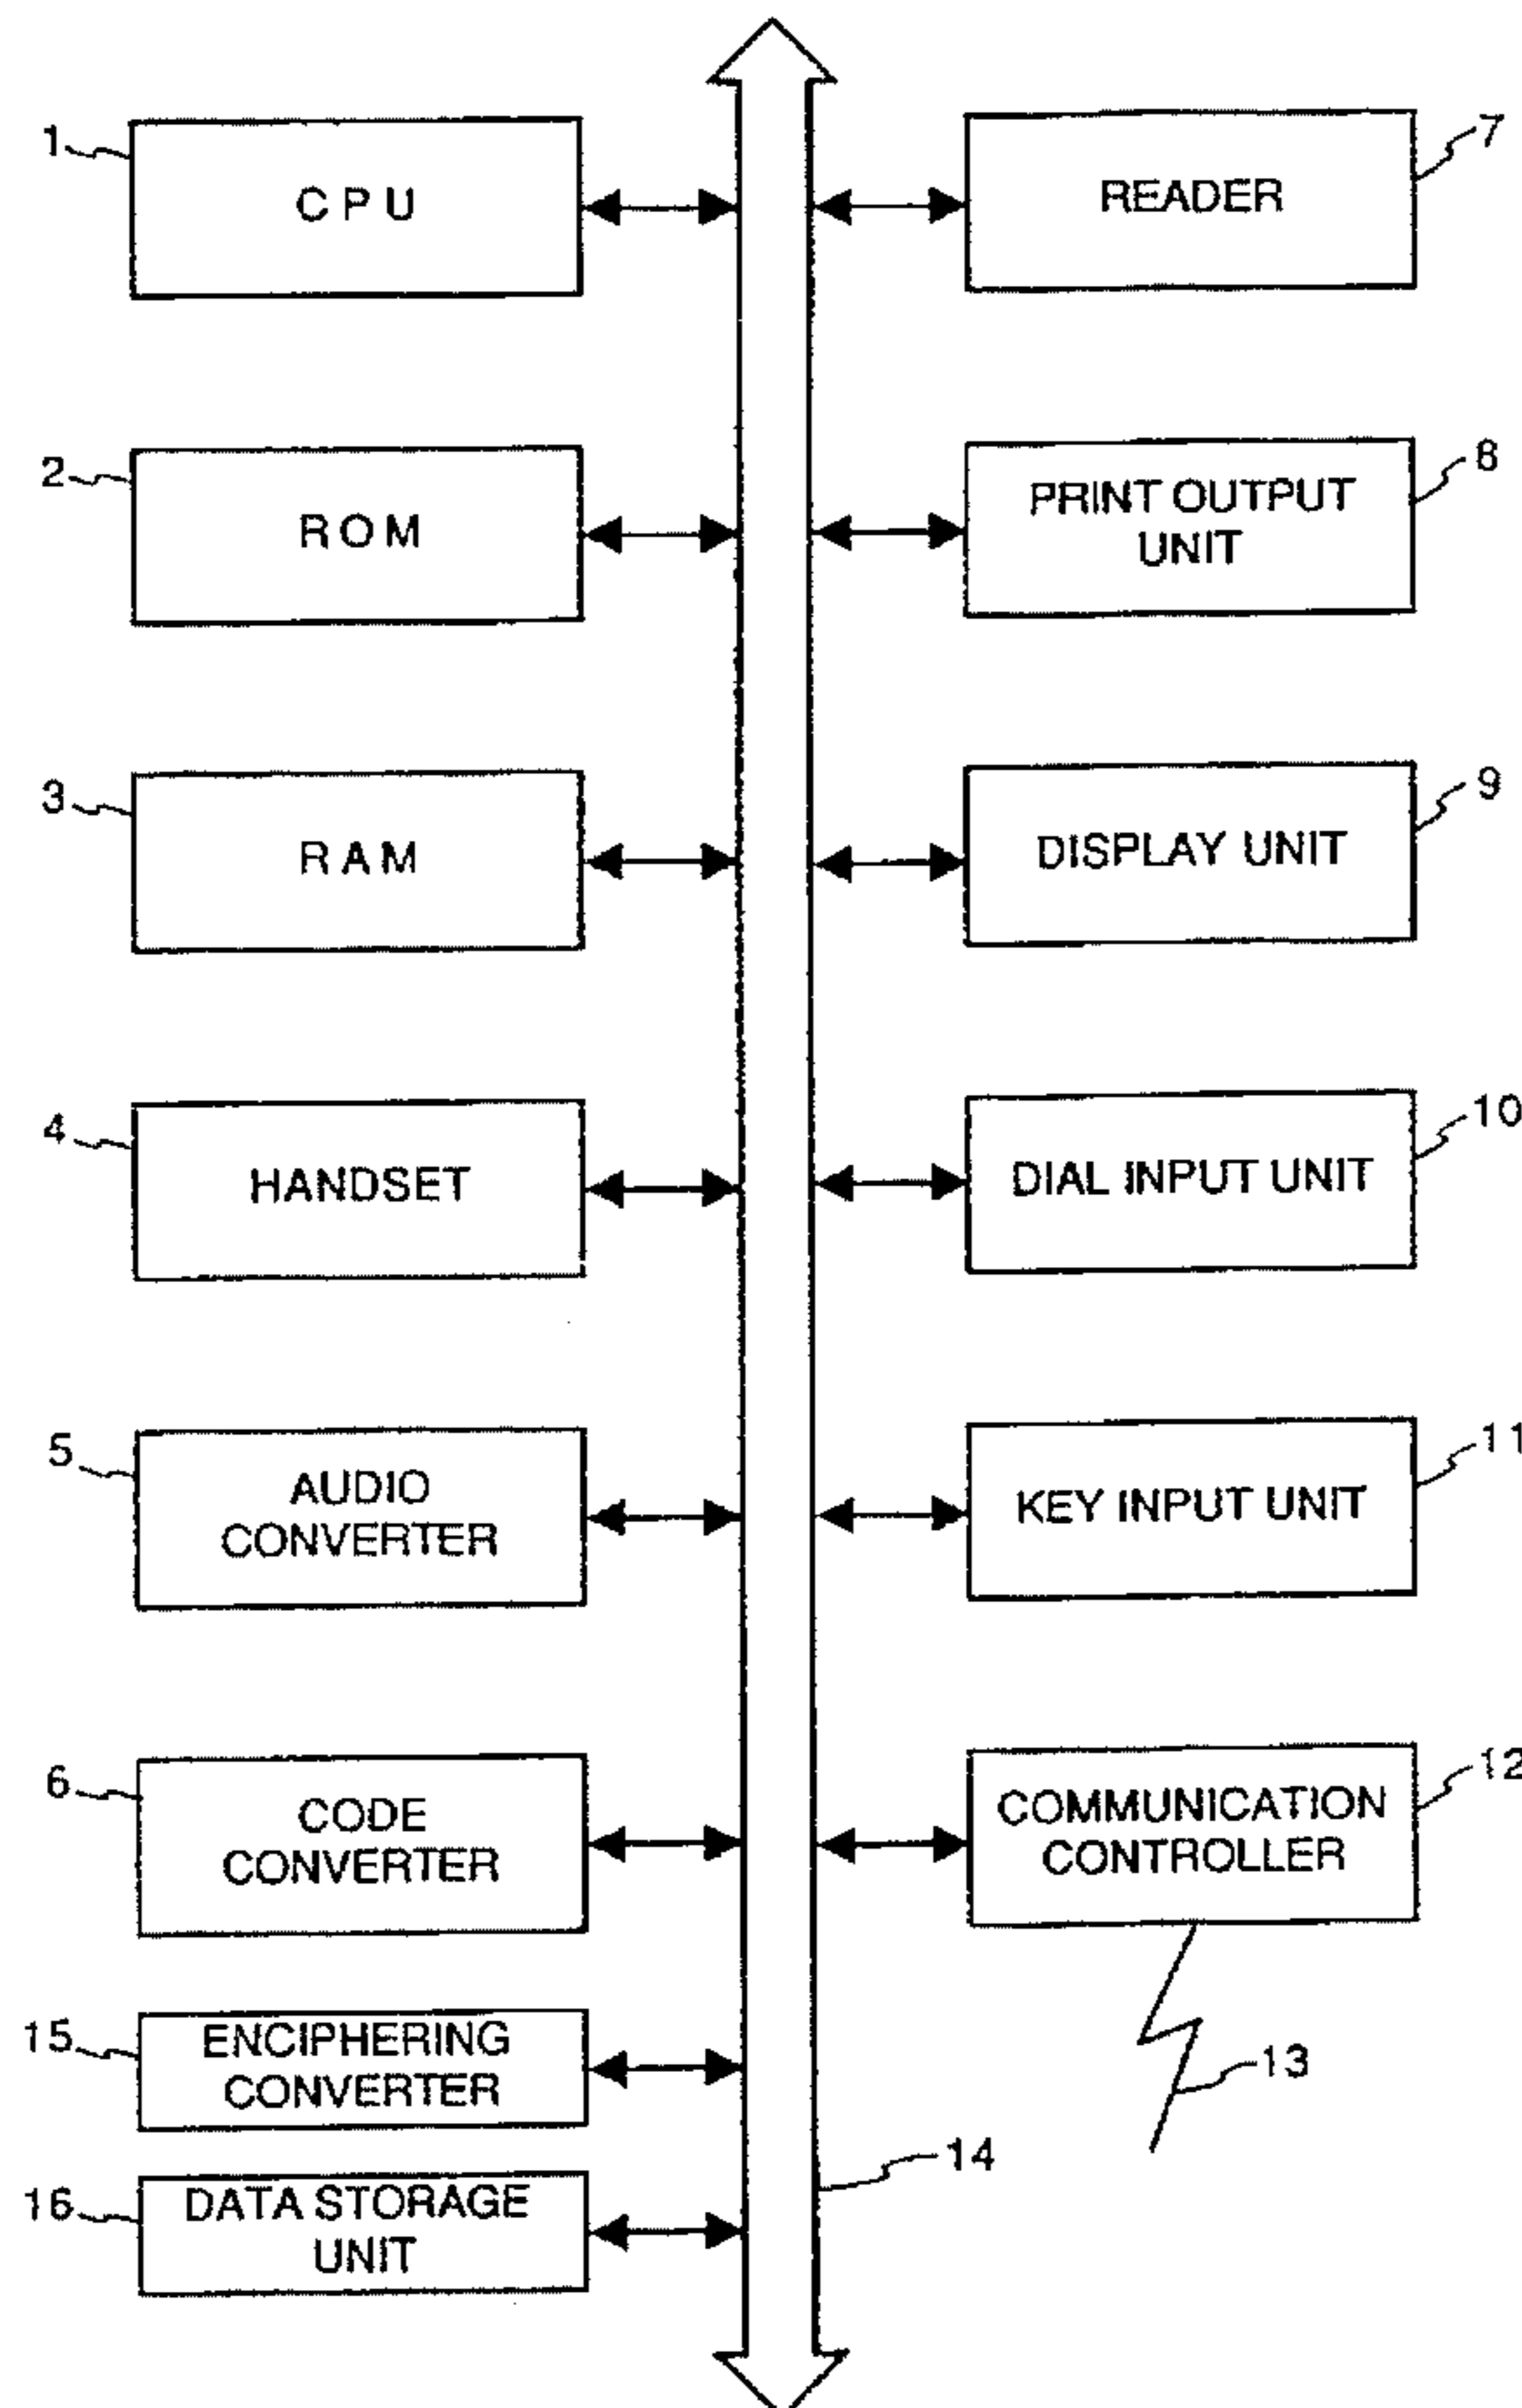 1
CPU
2
ROM
3
RAM
4
HANDSET
5
AUDIO
CONVERTER
6
CODE
CONVERTER
15
ENCIPHERING
CONVERTER
16
DATA STORAGE
UNIT
7
READER
8
PRINT OUTPUT
UNIT
9
DISPLAY UNIT
10
DIAL INPUT UNIT
11
KEY INPUT UNIT
12
COMMUNICATION
CONTROLLER
13
14